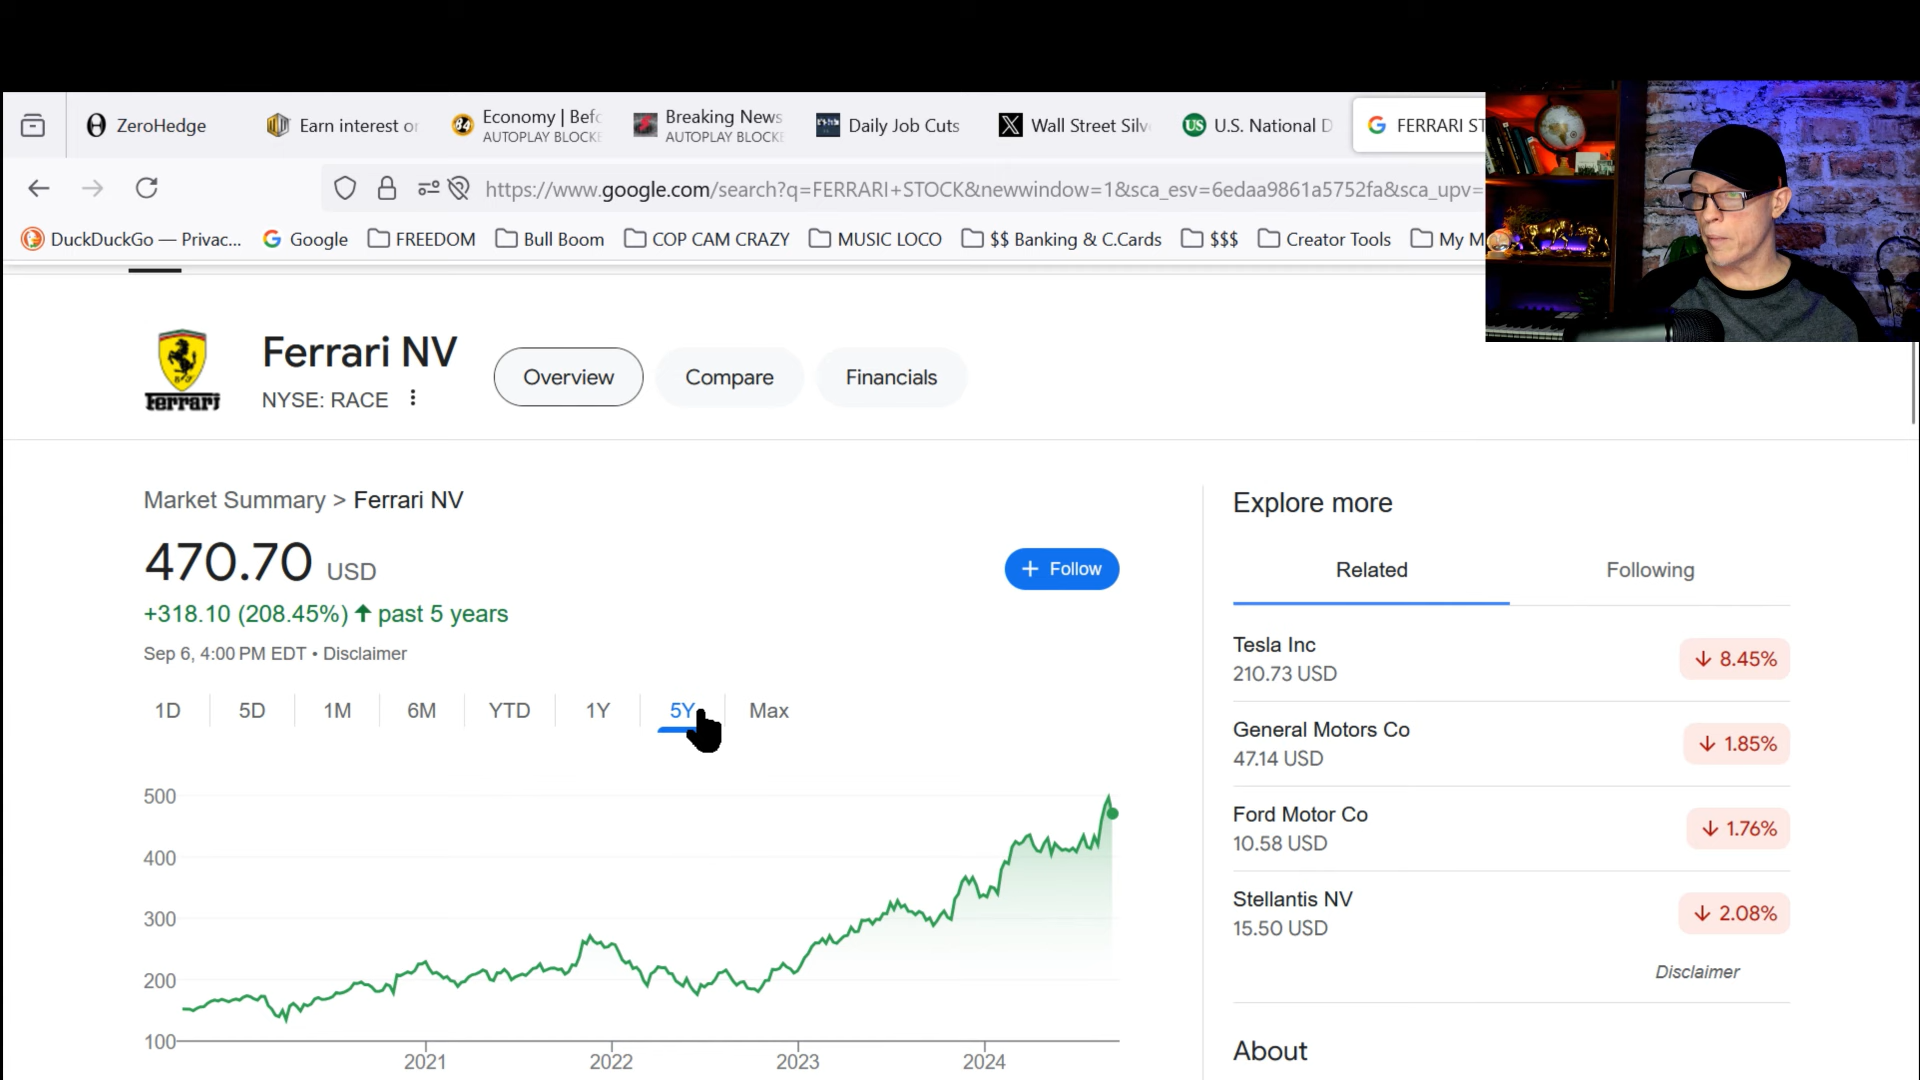 ZeroHedge
Earn interest or
Economy | Befo
AUTOPLAY BLOCKE
Breaking News
AUTOPLAY BLOCKE
Daily Job Cuts
Wall Street Silv
US
U.S. National D
FERRARI ST
https://www.google.com/search?q=FERRARI+STOCK&newwindow=1&sca_esv=6edaa9861a5752fa&sca_upv=
DuckDuckGo — Privac...
Google
FREEDOM
Bull Boom
COP CAM CRAZY
MUSIC LOCO
$$ Banking & C.Cards
$$$
Creator Tools
My M
Ferrari
Ferrari NV
NYSE: RACE
Overview
Compare
Financials
Market Summary > Ferrari NV
470.70 USD
+ Follow
+318.10 (208.45%) ↑ past 5 years
Sep 6, 4:00 PM EDT • Disclaimer
1D
5D
1M
6M
YTD
1Y
5Y
Max
500
400
300
200
100
2021
2022
2023
2024
Explore more
Related
Following
Tesla Inc
210.73 USD
↓ 8.45%
General Motors Co
47.14 USD
↓ 1.85%
Ford Motor Co
10.58 USD
↓ 1.76%
Stellantis NV
15.50 USD
↓ 2.08%
Disclaimer
About